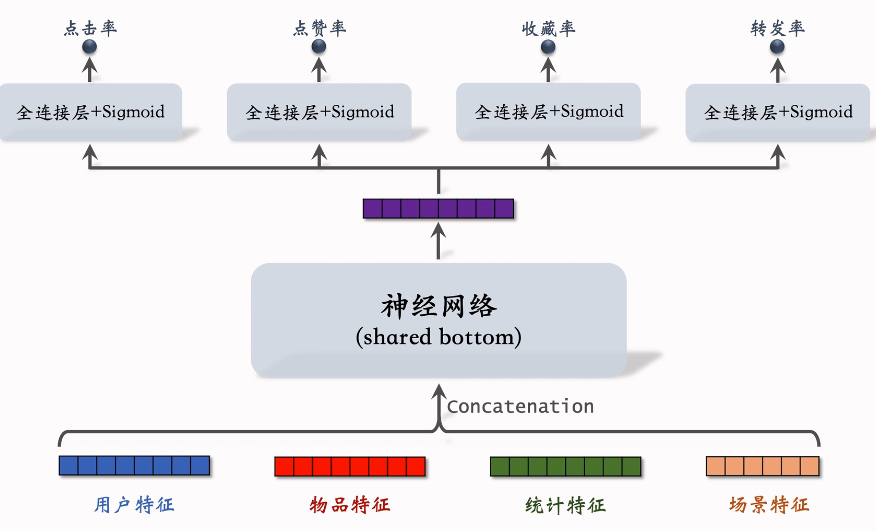 点击率
点赞率
收藏率
转发率
全连接层+Sigmoid
全连接层+Sigmoid
全连接层+Sigmoid
全连接层+Sigmoid
神经网络
(shared bottom)
Concatenation
用户特征
物品特征
统计特征
场景特征